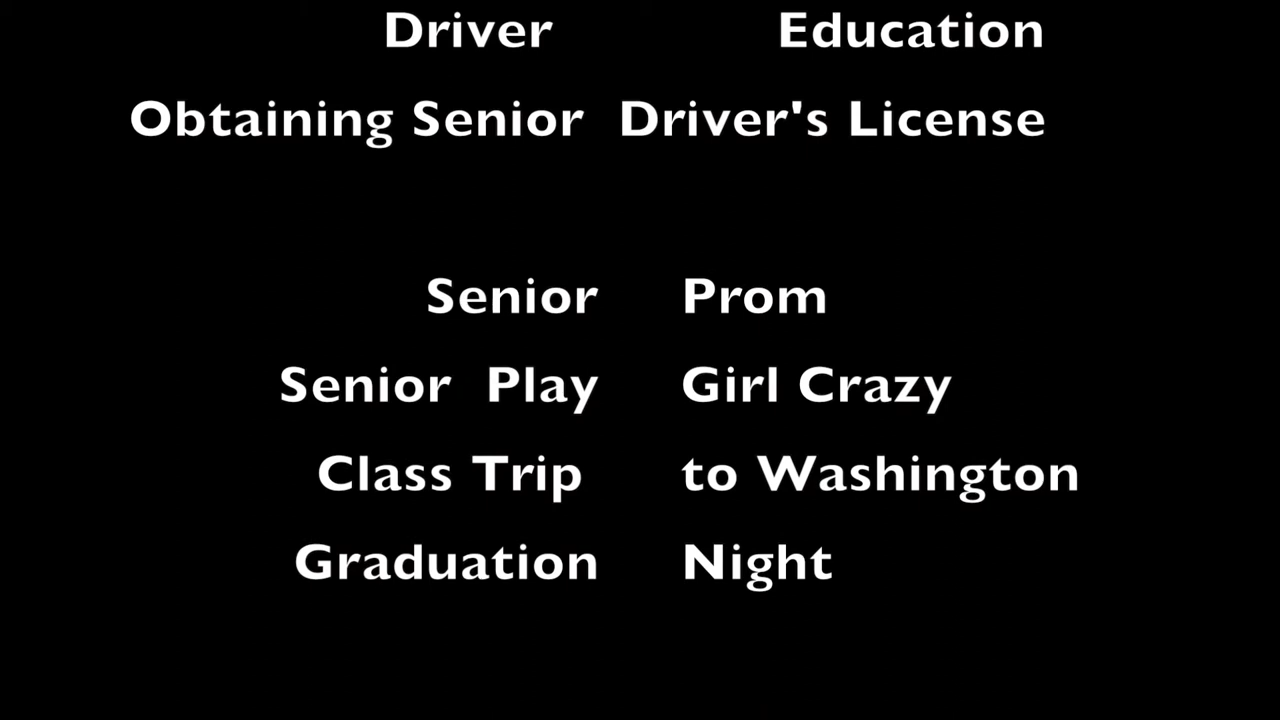 Driver Education
Obtaining Senior Driver's License
Senior Prom
Senior Play Girl Crazy
Class Trip to Washington
Graduation Night